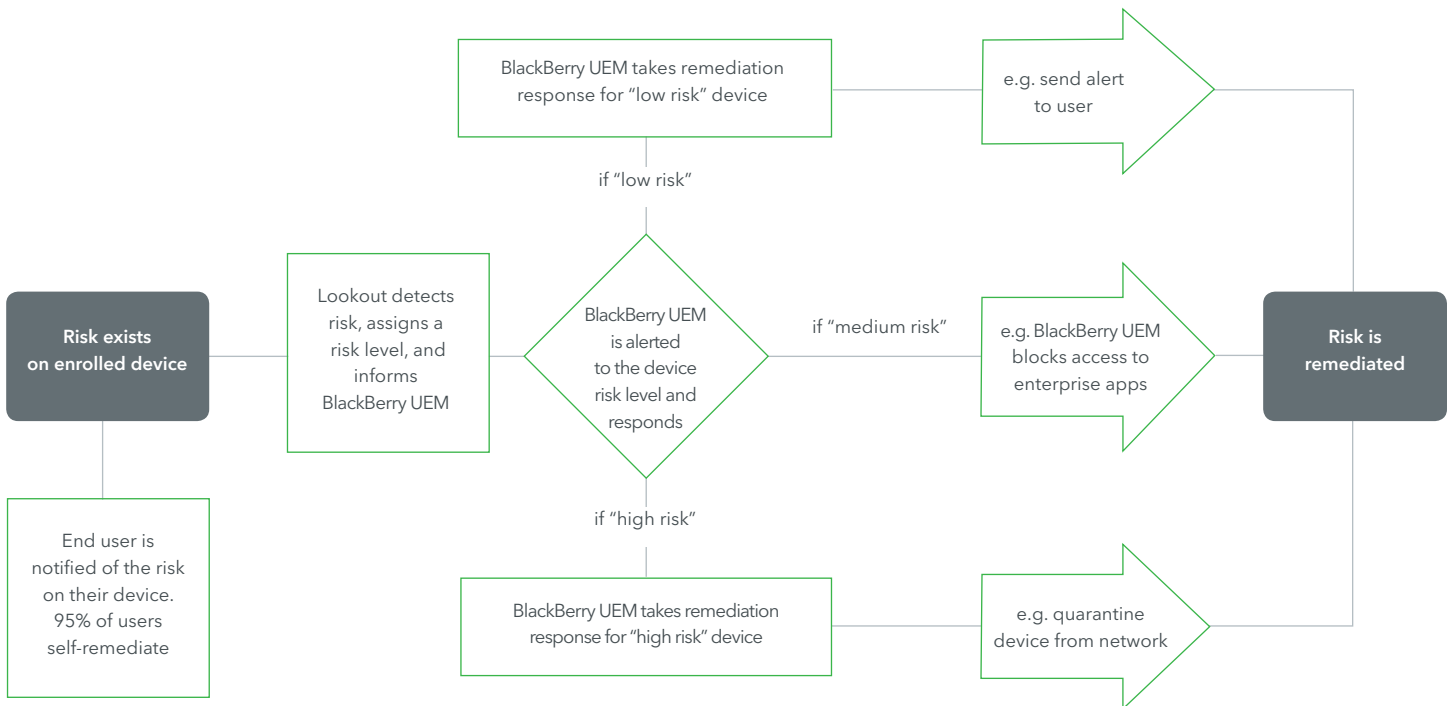 BlackBerry UEM takes remediation
response for “low risk” device
e.g. send alert
to user
if “low risk”
Risk exists
on enrolled device
Lookout detects
risk, assigns a
risk level, and
informs
BlackBerry UEM
BlackBerry UEM
is alerted
to the device
risk level and
responds
if “medium risk”
e.g. BlackBerry UEM
blocks access to
enterprise apps
Risk is
remediated
if “high risk”
End user is
notified of the risk
on their device.
95% of users
self-remediate
BlackBerry UEM takes remediation
response for “high risk” device
e.g. quarantine
device from network